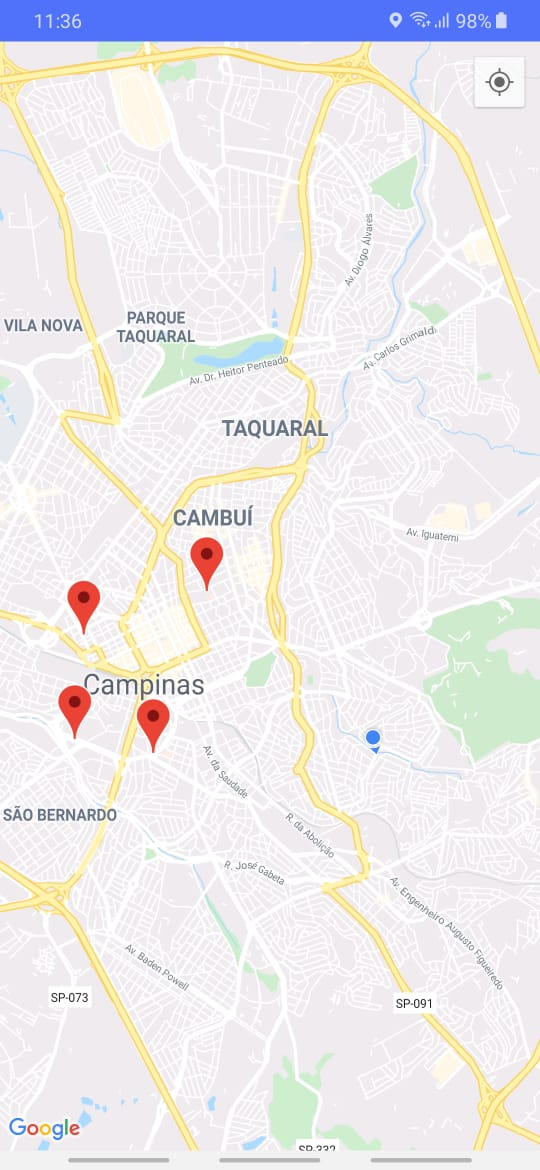 11:36
98%
Av. Diogo Álvares
VILA NOVA
PARQUE
TAQUARAL
Av. Carlos Grimaldi
Av. Dr. Heitor Penteado
TAQUARAL
CAMBUÍ
Av. Iguatemi
Campinas
Av. da Saudade
SÃO BERNARDO
R. da Abolição
R. José Gabeta
Av. Engenheiro Augusto Figueiredo
Av. Baden Powell
SP-073
SP-091
Google
SP-332